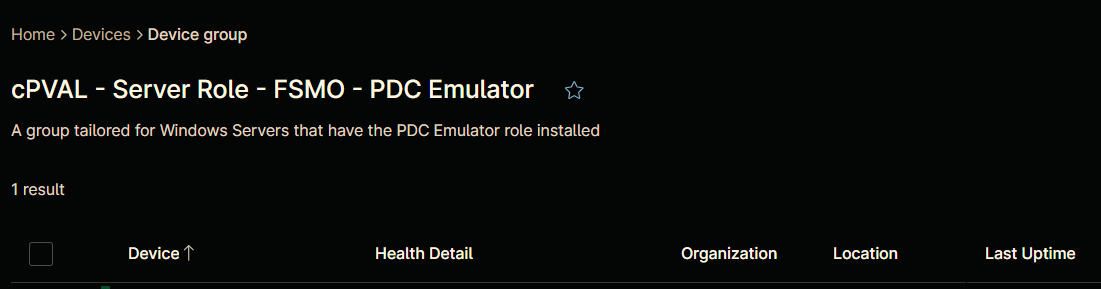 Home > Devices > Device group
cPVAL - Server Role - FSMO - PDC Emulator
A group tailored for Windows Servers that have the PDC Emulator role installed
1 result
Device ↑ Health Detail Organization Location Last Uptime